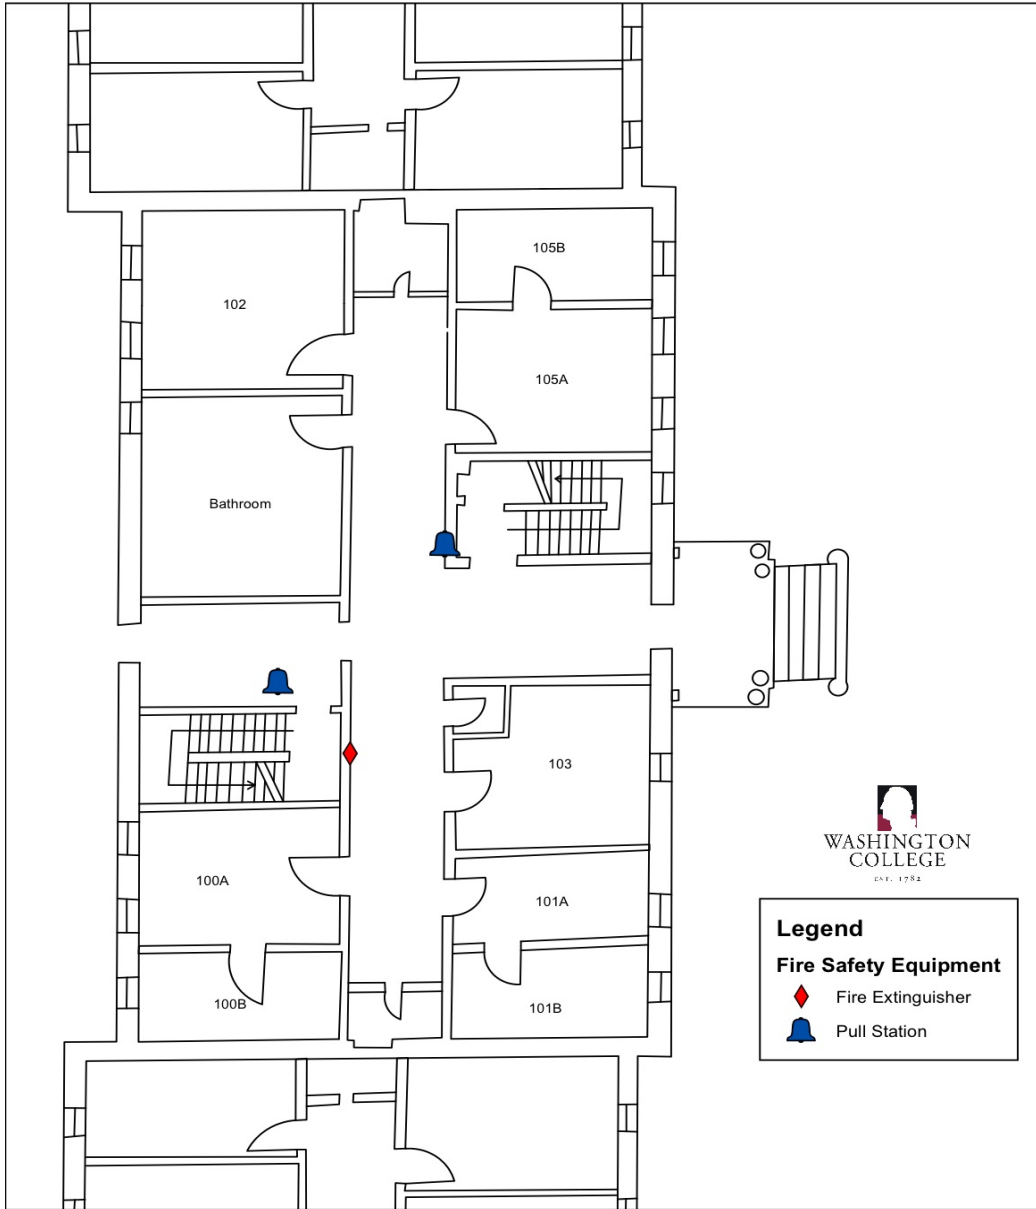 105B
102
105A
Bathroom
103
100A
101A
100B
101B
WASHINGTON
COLLEGE
EST. 1782
Legend
Fire Safety Equipment
Fire Extinguisher
Pull Station